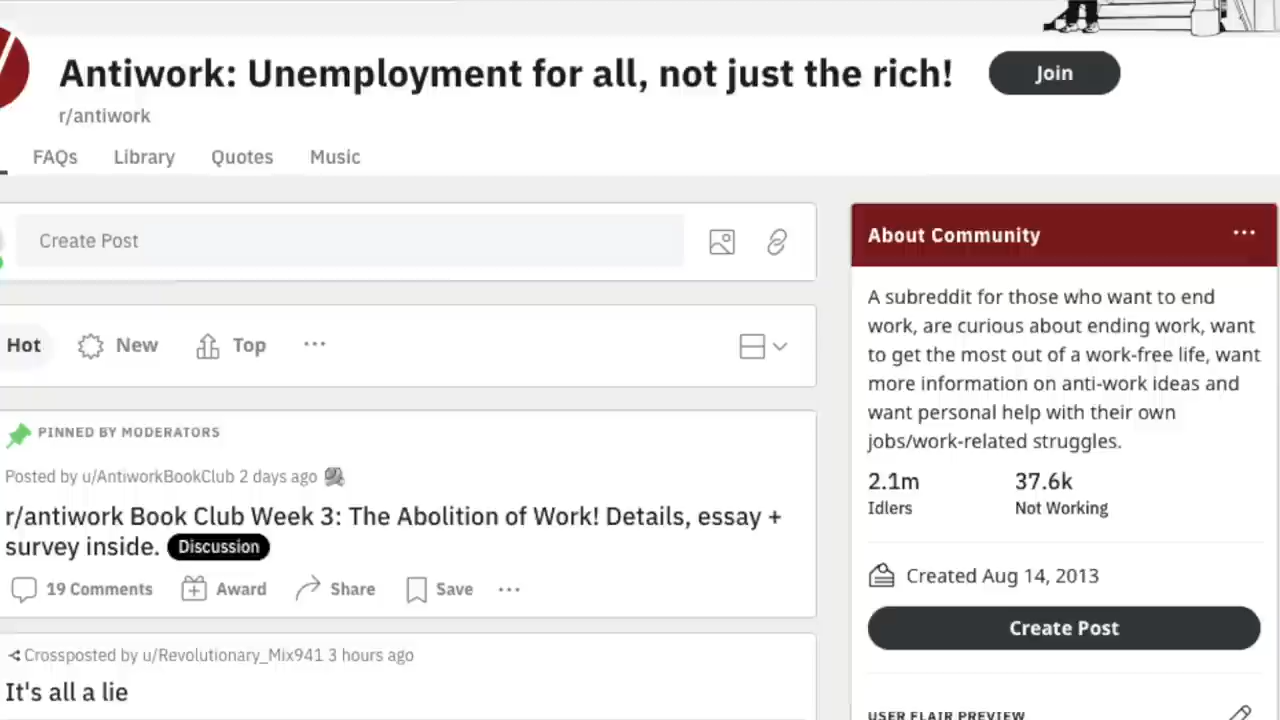 Antiwork: Unemployment for all, not just the rich!
Join
r/antiwork
FAQs Library Quotes Music
Create Post
Hot New Top
PINNED BY MODERATORS
Posted by u/AntiworkBookClub 2 days ago
r/antiwork Book Club Week 3: The Abolition of Work! Details, essay +
survey inside. Discussion
19 Comments Award Share Save
Crossposted by u/Revolutionary_Mix941 3 hours ago
It's all a lie
About Community
A subreddit for those who want to end
work, are curious about ending work, want
to get the most out of a work-free life, want
more information on anti-work ideas and
want personal help with their own
jobs/work-related struggles.
2.1m 37.6k
Idlers Not Working
Created Aug 14, 2013
Create Post
USER FLAIR PREVIEW